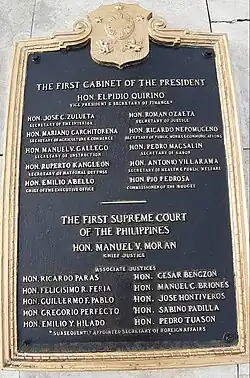 THE FIRST CABINET OF THE PRESIDENT
HON. ELPIDIO QUIRINO
VICE PRESIDENT & SECRETARY OF FINANCE*
HON. JOSE C. ZULUETA
SECRETARY OF THE INTERIOR
HON. MARIANO GARCHITORENA
SECRETARY OF AGRICULTURE & COMMERCE
HON. MANUEL V. GALLEGO
SECRETARY OF INSTRUCTION
HON. RUPERTO KANGLEON
SECRETARY OF NATIONAL DEFENSE
HON. EMILIO ABELLO
CHIEF OF THE EXECUTIVE OFFICE
HON. ROMAN OZAETA
SECRETARY OF JUSTICE
HON. RICARDO NEPOMUCENO
SECRETARY OF PUBLIC WORKS & COMMUNICATIONS
HON. PEDRO MAGSALIN
SECRETARY OF LABOR
HON. ANTONIO VILLARAMA
SECRETARY OF HEALTH & PUBLIC WELFARE
HON. PIO PEDROSA
COMMISSIONER OF THE BUDGET
THE FIRST SUPREME COURT
OF THE
PHILIPPINES
HON. MANUEL V. MORAN
CHIEF JUSTICE
ASSOCIATE JUSTICES
HON. RICARDO PARAS
HON. FELICISIMO R. FERIA
HON. GUILLERMO F. PABLO
HON. GREGORIO PERFECTO
HON. EMILIO Y. HILADO
HON. CESAR BENGZON
HON. MANUEL C. BRIONES
HON. JOSE HONTIVEROS
HON. SABINO PADILLA
HON. PEDRO TUASON
*SUBSEQUENTLY APPOINTED SECRETARY OF FOREIGN AFFAIRS